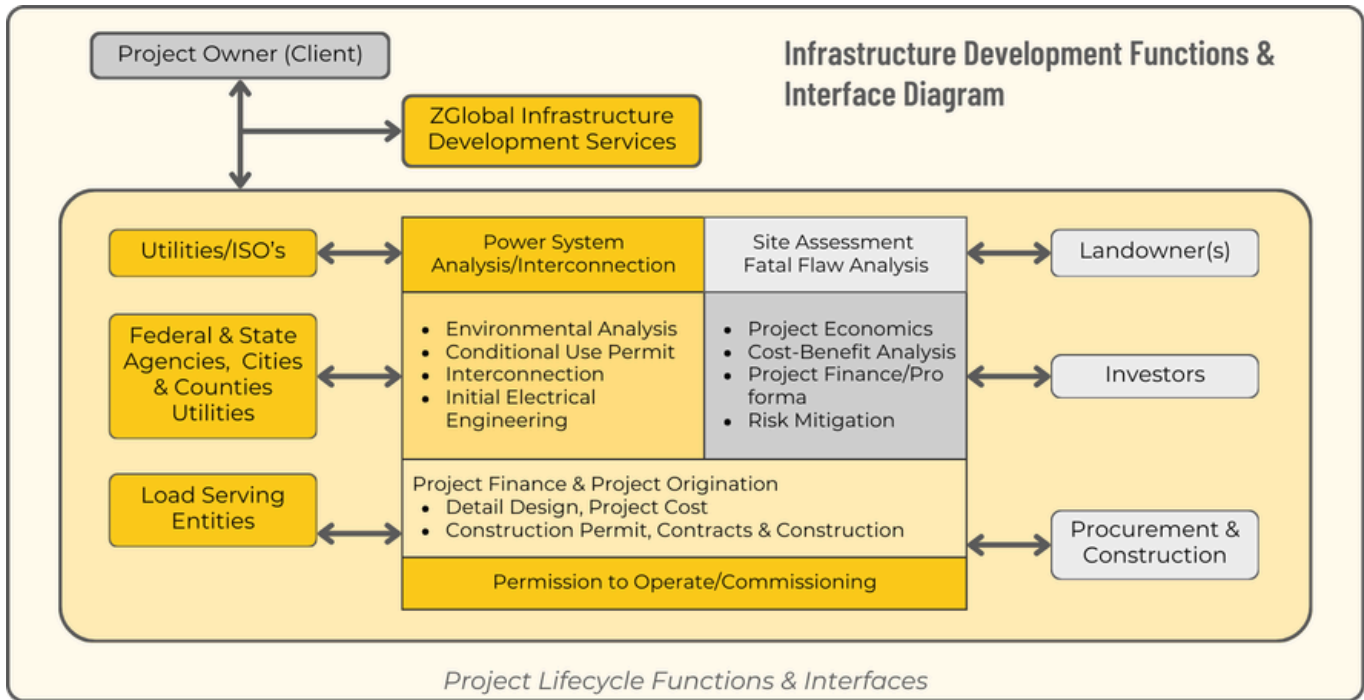 Project Owner (Client)
Infrastructure Development Functions &
Interface Diagram
ZGlobal Infrastructure
Development Services
Utilities/ISO's
Power System
Analysis/Interconnection
Site Assessment
Fatal Flaw Analysis
Landowner(s)
Federal & State
Agencies, Cities
& Counties
Utilities
• Environmental Analysis
• Conditional Use Permit
• Interconnection
• Initial Electrical
Engineering
• Project Economics
• Cost-Benefit Analysis
• Project Finance/Pro
forma
• Risk Mitigation
Investors
Load Serving
Entities
Project Finance & Project Origination
• Detail Design, Project Cost
• Construction Permit, Contracts & Construction
Procurement &
Construction
Permission to Operate/Commissioning
Project Lifecycle Functions & Interfaces